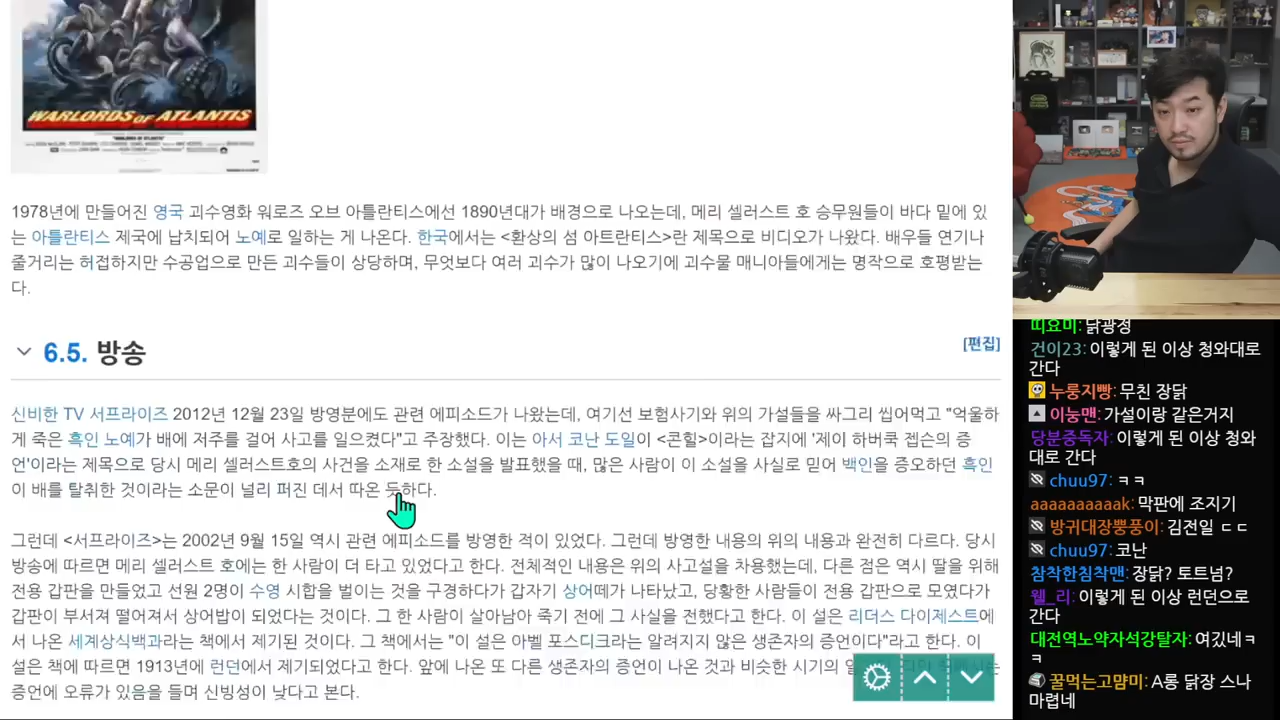 WARLORDS OF ATLANTIS
1978년에 만들어진 영국 괴수영화 워로즈 오브 아틀란티스에선 1890년대가 배경으로 나오는데, 메리 셀러스트 호 승무원들이 바다 밑에 있
는 아틀란티스 제국에 납치되어 노예로 일하는 게 나온다. 한국에서는 <환상의 섬 아트란티스>란 제목으로 비디오가 나왔다. 배우들 연기나
줄거리는 허접하지만 수공업으로 만든 괴수들이 상당하며, 무엇보다 여러 괴수가 많이 나오기에 괴수물 매니아들에게는 명작으로 호평받는
다.
6.5. 방송
[편집]
신비한 TV 서프라이즈 2012년 12월 23일 방영분에도 관련 에피소드가 나왔는데, 여기선 보험사기와 위의 가설들을 싸그리 씹어먹고 "억울하
게 죽은 흑인 노예가 배에 저주를 걸어 사고를 일으켰다"고 주장했다. 이는 아서 코난 도일이 <콘힐>이라는 잡지에 '제이 하버쿡 젭슨의 증
언'이라는 제목으로 당시 메리 셀러스트호의 사건을 소재로 한 소설을 발표했을 때, 많은 사람이 이 소설을 사실로 믿어 백인을 증오하던 흑인
이 배를 탈취한 것이라는 소문이 널리 퍼진 데서 따온 듯하다.
그런데 <서프라이즈>는 2002년 9월 15일 역시 관련 에피소드를 방영한 적이 있었다. 그런데 방영한 내용의 위의 내용과 완전히 다르다. 당시
방송에 따르면 메리 셀러스트 호에는 한 사람이 더 타고 있었다고 한다. 전체적인 내용은 위의 사고설을 차용했는데, 다른 점은 역시 딸을 위해
전용 갑판을 만들었고 선원 2명이 수영 시합을 벌이는 것을 구경하다가 갑자기 상어떼가 나타났고, 당황한 사람들이 전용 갑판으로 모였다가
갑판이 부서져 떨어져서 상어밥이 되었다는 것이다. 그 한 사람이 살아남아 죽기 전에 그 사실을 전했다고 한다. 이 설은 리더스 다이제스트에
서 나온 세계상식백과라는 책에서 제기된 것이다. 그 책에서는 "이 설은 아벨 포스디크라는 알려지지 않은 생존자의 증언이다"라고 한다. 이
설은 책에 따르면 1913년에 런던에서 제기되었다고 한다. 앞에 나온 또 다른 생존자의 증언이 나온 것과 비슷한 시기의
증언에 오류가 있음을 들며 신빙성이 낮다고 본다.
띠요미: 닭광정
건이23: 이렇게 된 이상 청와대로
간다
누룽지빵: 무친 장닭
이눙맨: 가설이랑 같은거지
당분중독자: 이렇게 된 이상 청와
대로 간다
chuu97: ㅋㅋ
aaaaaaaaaak: 막판에 조지기
방귀대장뿡풍이: 김전일 ㄷㄷ
chuu97: 코난
참착한침착맨: 장닭? 토트넘?
웰_리: 이렇게 된 이상 런던으로
간다
대전역노약자석강탈자: 여깄네ㅋ
ㅋ
꿀먹는고먐미: A롱 닭장 스나
마렵네